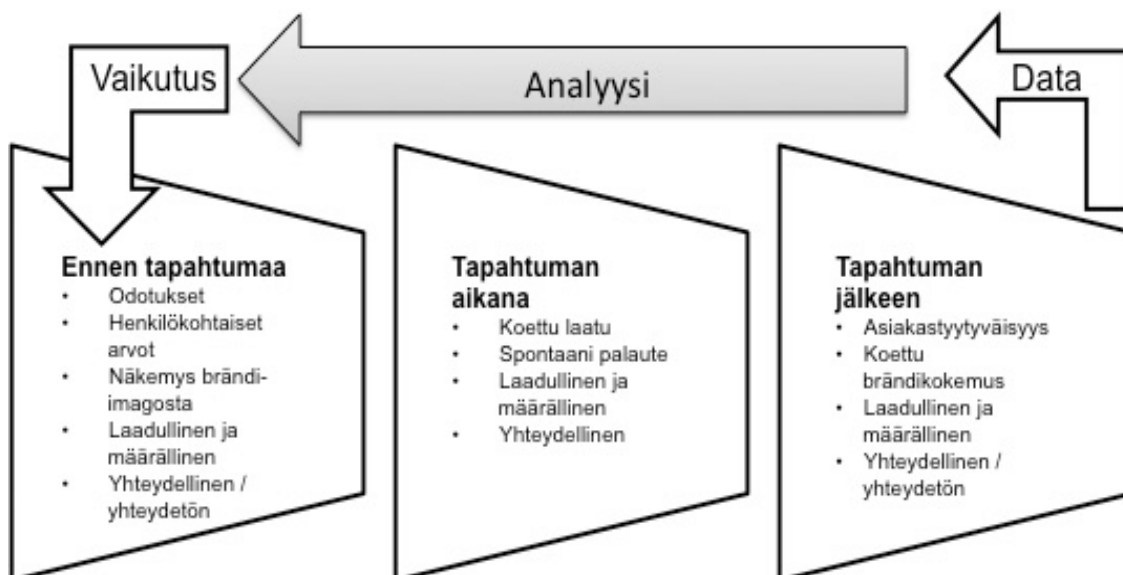 Vaikutus
Analyysi
Data
Ennen tapahtumaa
• Odotukset
• Henkilökohtaiset
arvot
• Näkemys brändi-
imagosta
• Laadullinen ja
määrällinen
• Yhteydellinen /
yhteydetön
Tapahtuman
aikana
• Koettu laatu
• Spontaani palaute
• Laadullinen ja
määrällinen
• Yhteydellinen
Tapahtuman
jälkeen
• Asiakastyytyväisyys
• Koettu
brändikokemus
• Laadullinen ja
määrällinen
• Yhteydellinen /
yhteydetön